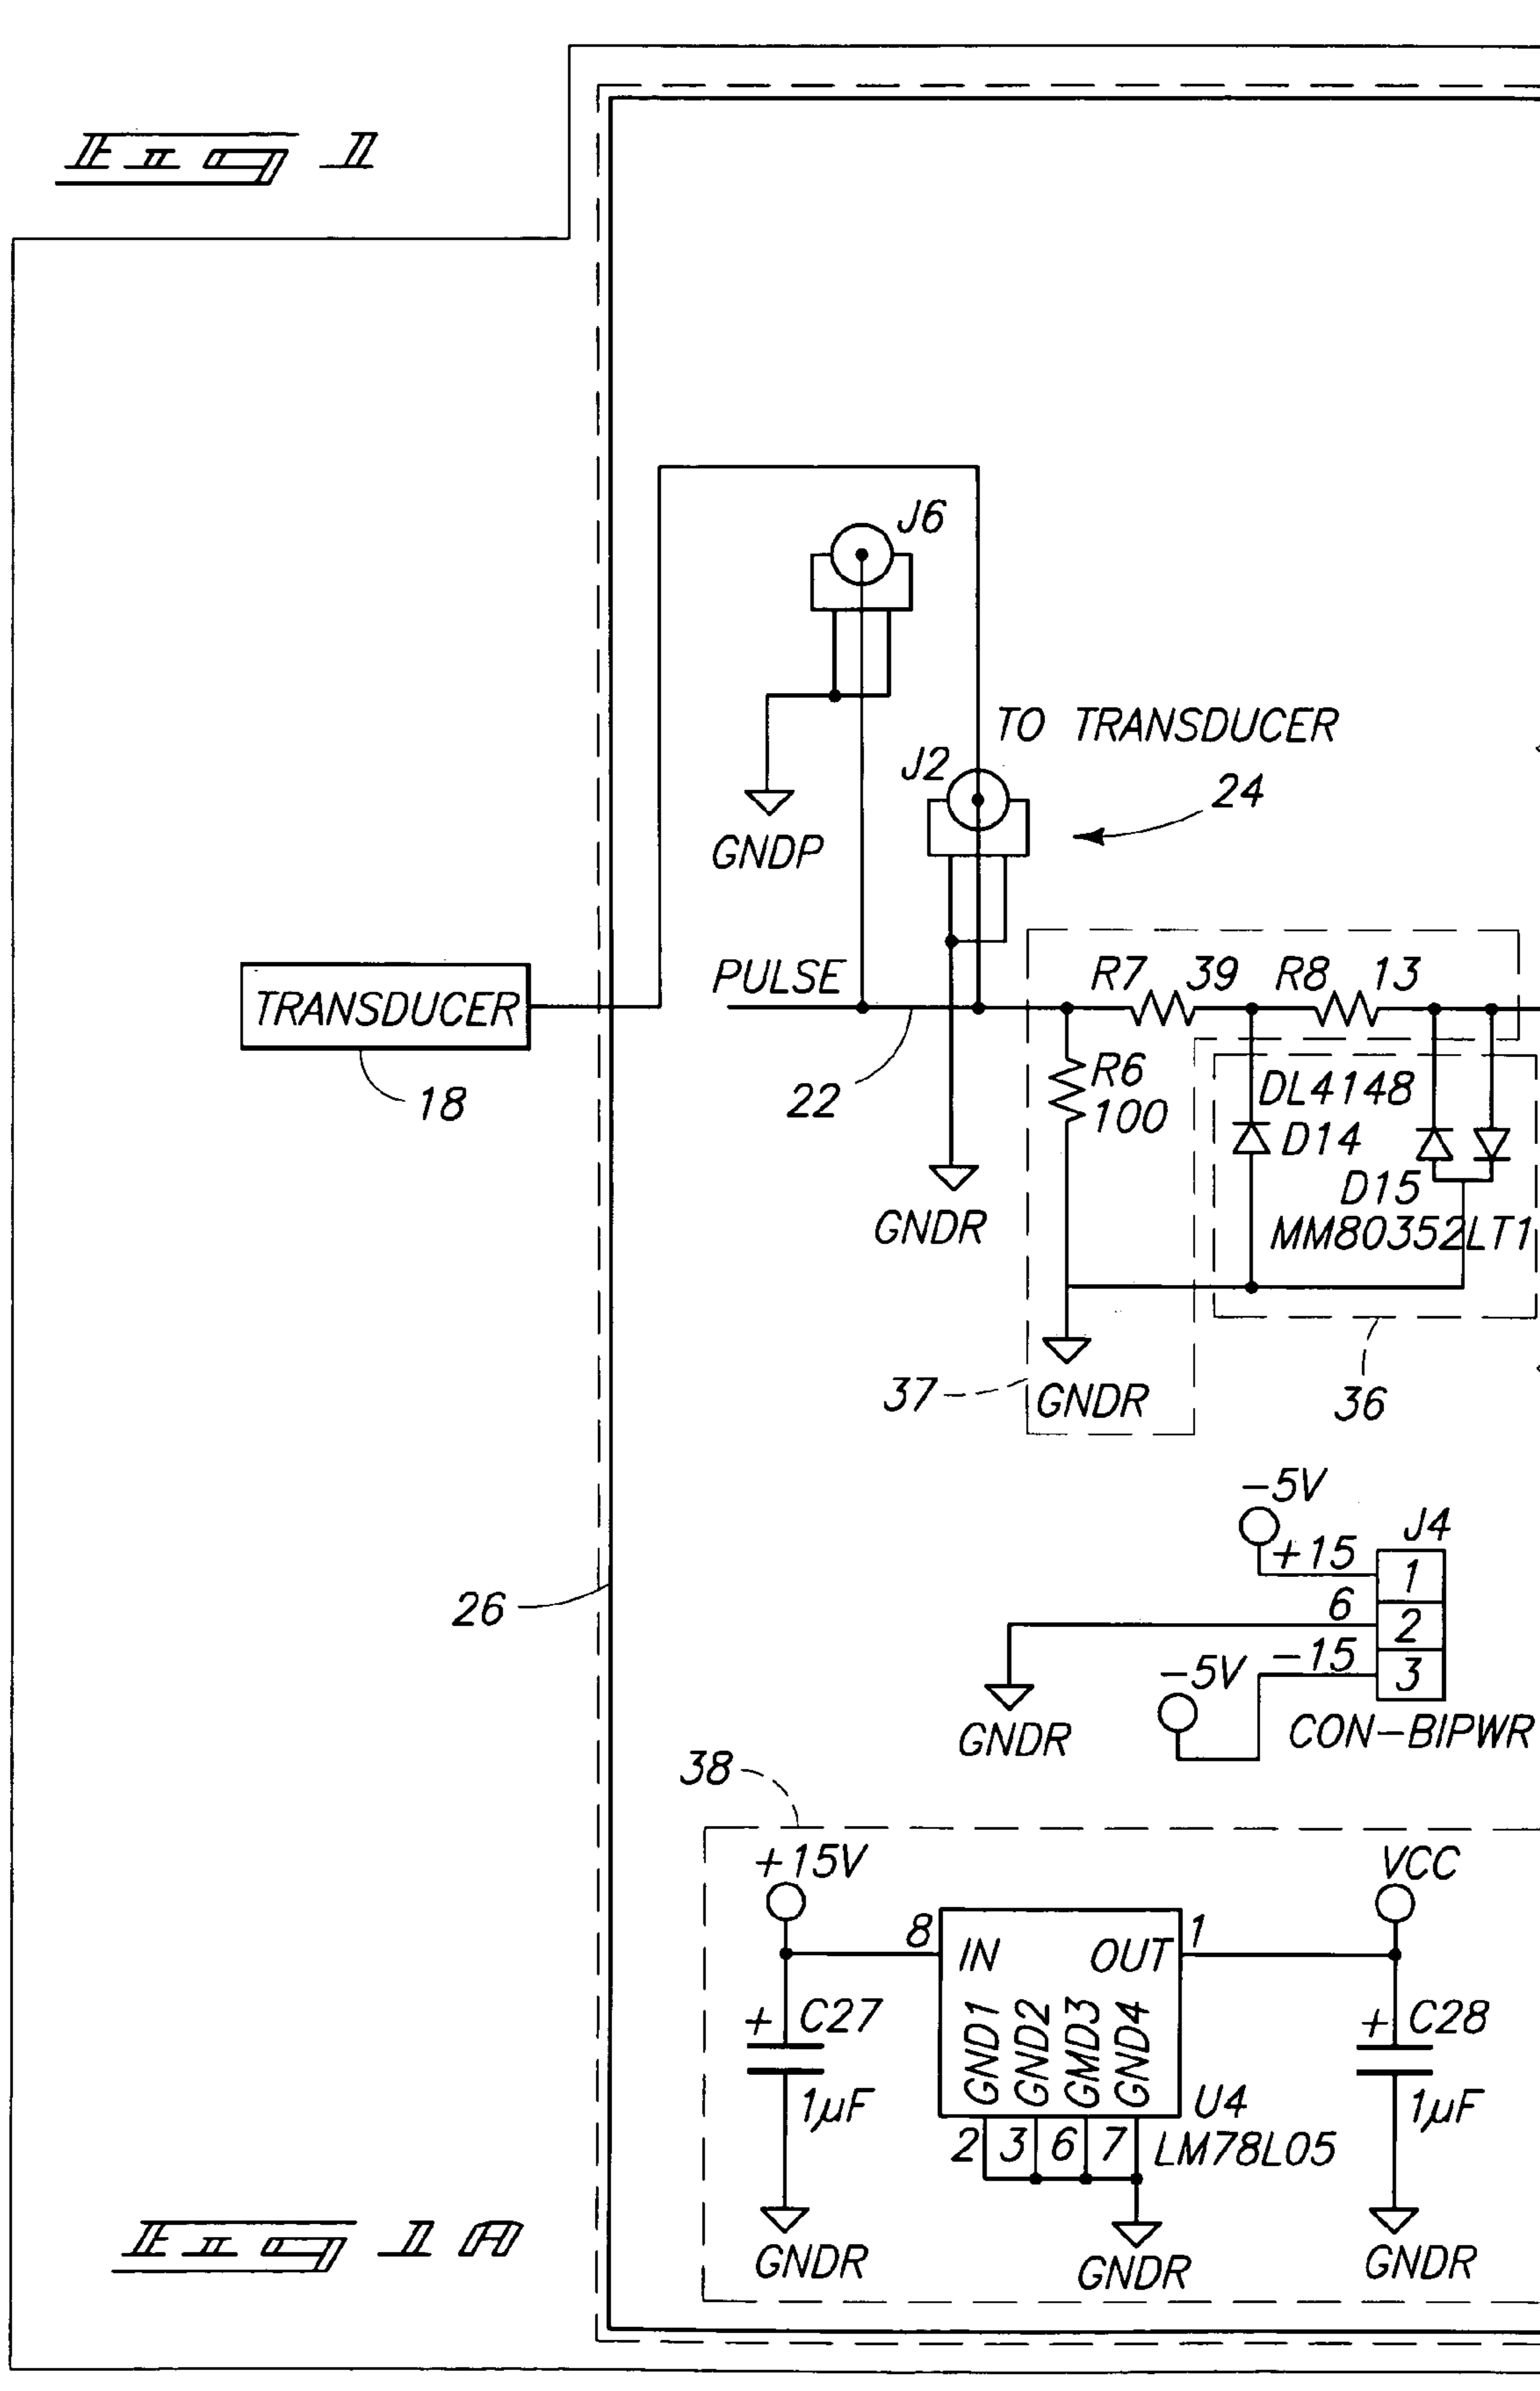 Fig 1
J6
TO TRANSDUCER
J2
24
GNDP
PULSE
R7 39 R8 13
TRANSDUCER
18
22
R6
100
DL4148
D14
D15
MM80352LT1
GNDR
37
GNDR
36
-5V
+15
J4
1
26
6
2
-5V
-15
3
GNDR
CON-BIPWR
38
+15V
VCC
8
IN
OUT
1
+
C27
1µF
GND1
GND2
GMD3
GND4
+
C28
1µF
U4
LM78L05
2
3
6
7
GNDR
GNDR
GNDR
Fig 1A